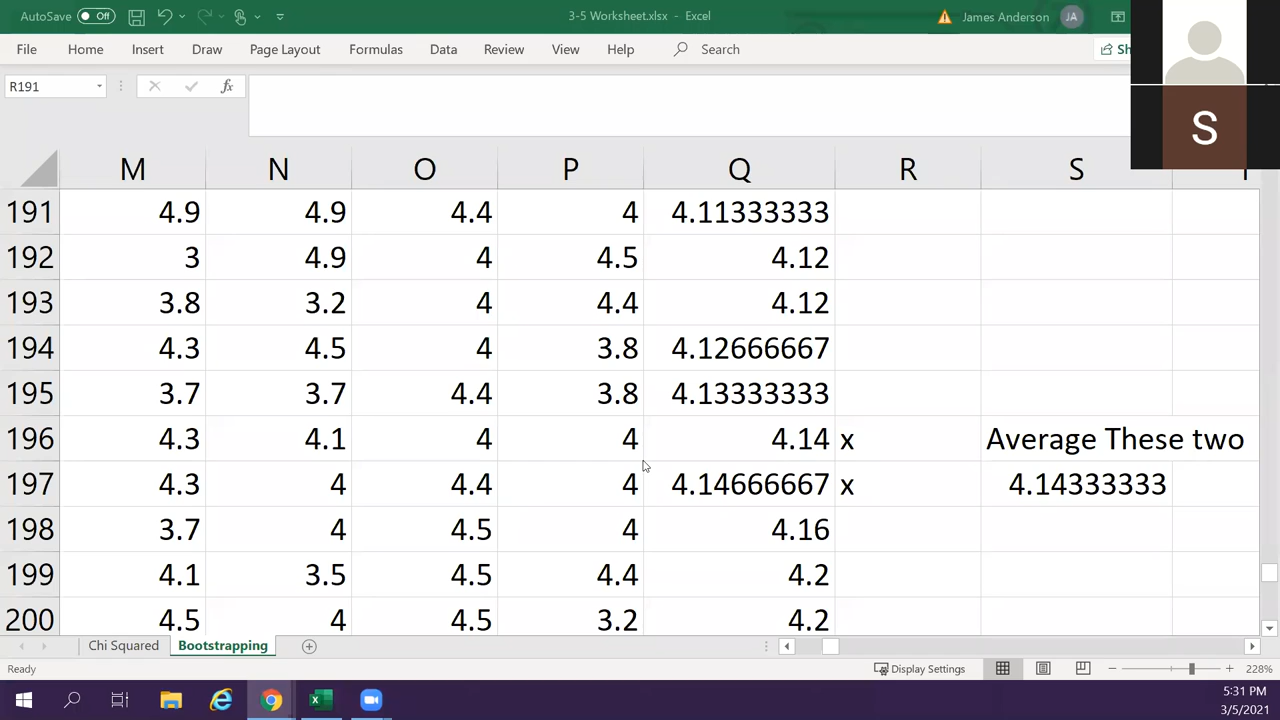 AutoSave Off 3-5 Worksheet.xlsx - Excel James Anderson JA
File Home Insert Draw Page Layout Formulas Data Review View Help Search Sh
R191 fx
S
M N O P Q R S
191 4.9 4.9 4.4 4 4.11333333
192 3 4.9 4 4.5 4.12
193 3.8 3.2 4 4.4 4.12
194 4.3 4.5 4 3.8 4.12666667
195 3.7 3.7 4.4 3.8 4.13333333
196 4.3 4.1 4 4 4.14 x Average These two
197 4.3 4 4.4 4 4.14666667 x 4.14333333
198 3.7 4 4.5 4 4.16
199 4.1 3.5 4.5 4.4 4.2
200 4.5 4 4.5 3.2 4.2
Chi Squared Bootstrapping
Ready Display Settings 228%
5:31 PM
3/5/2021